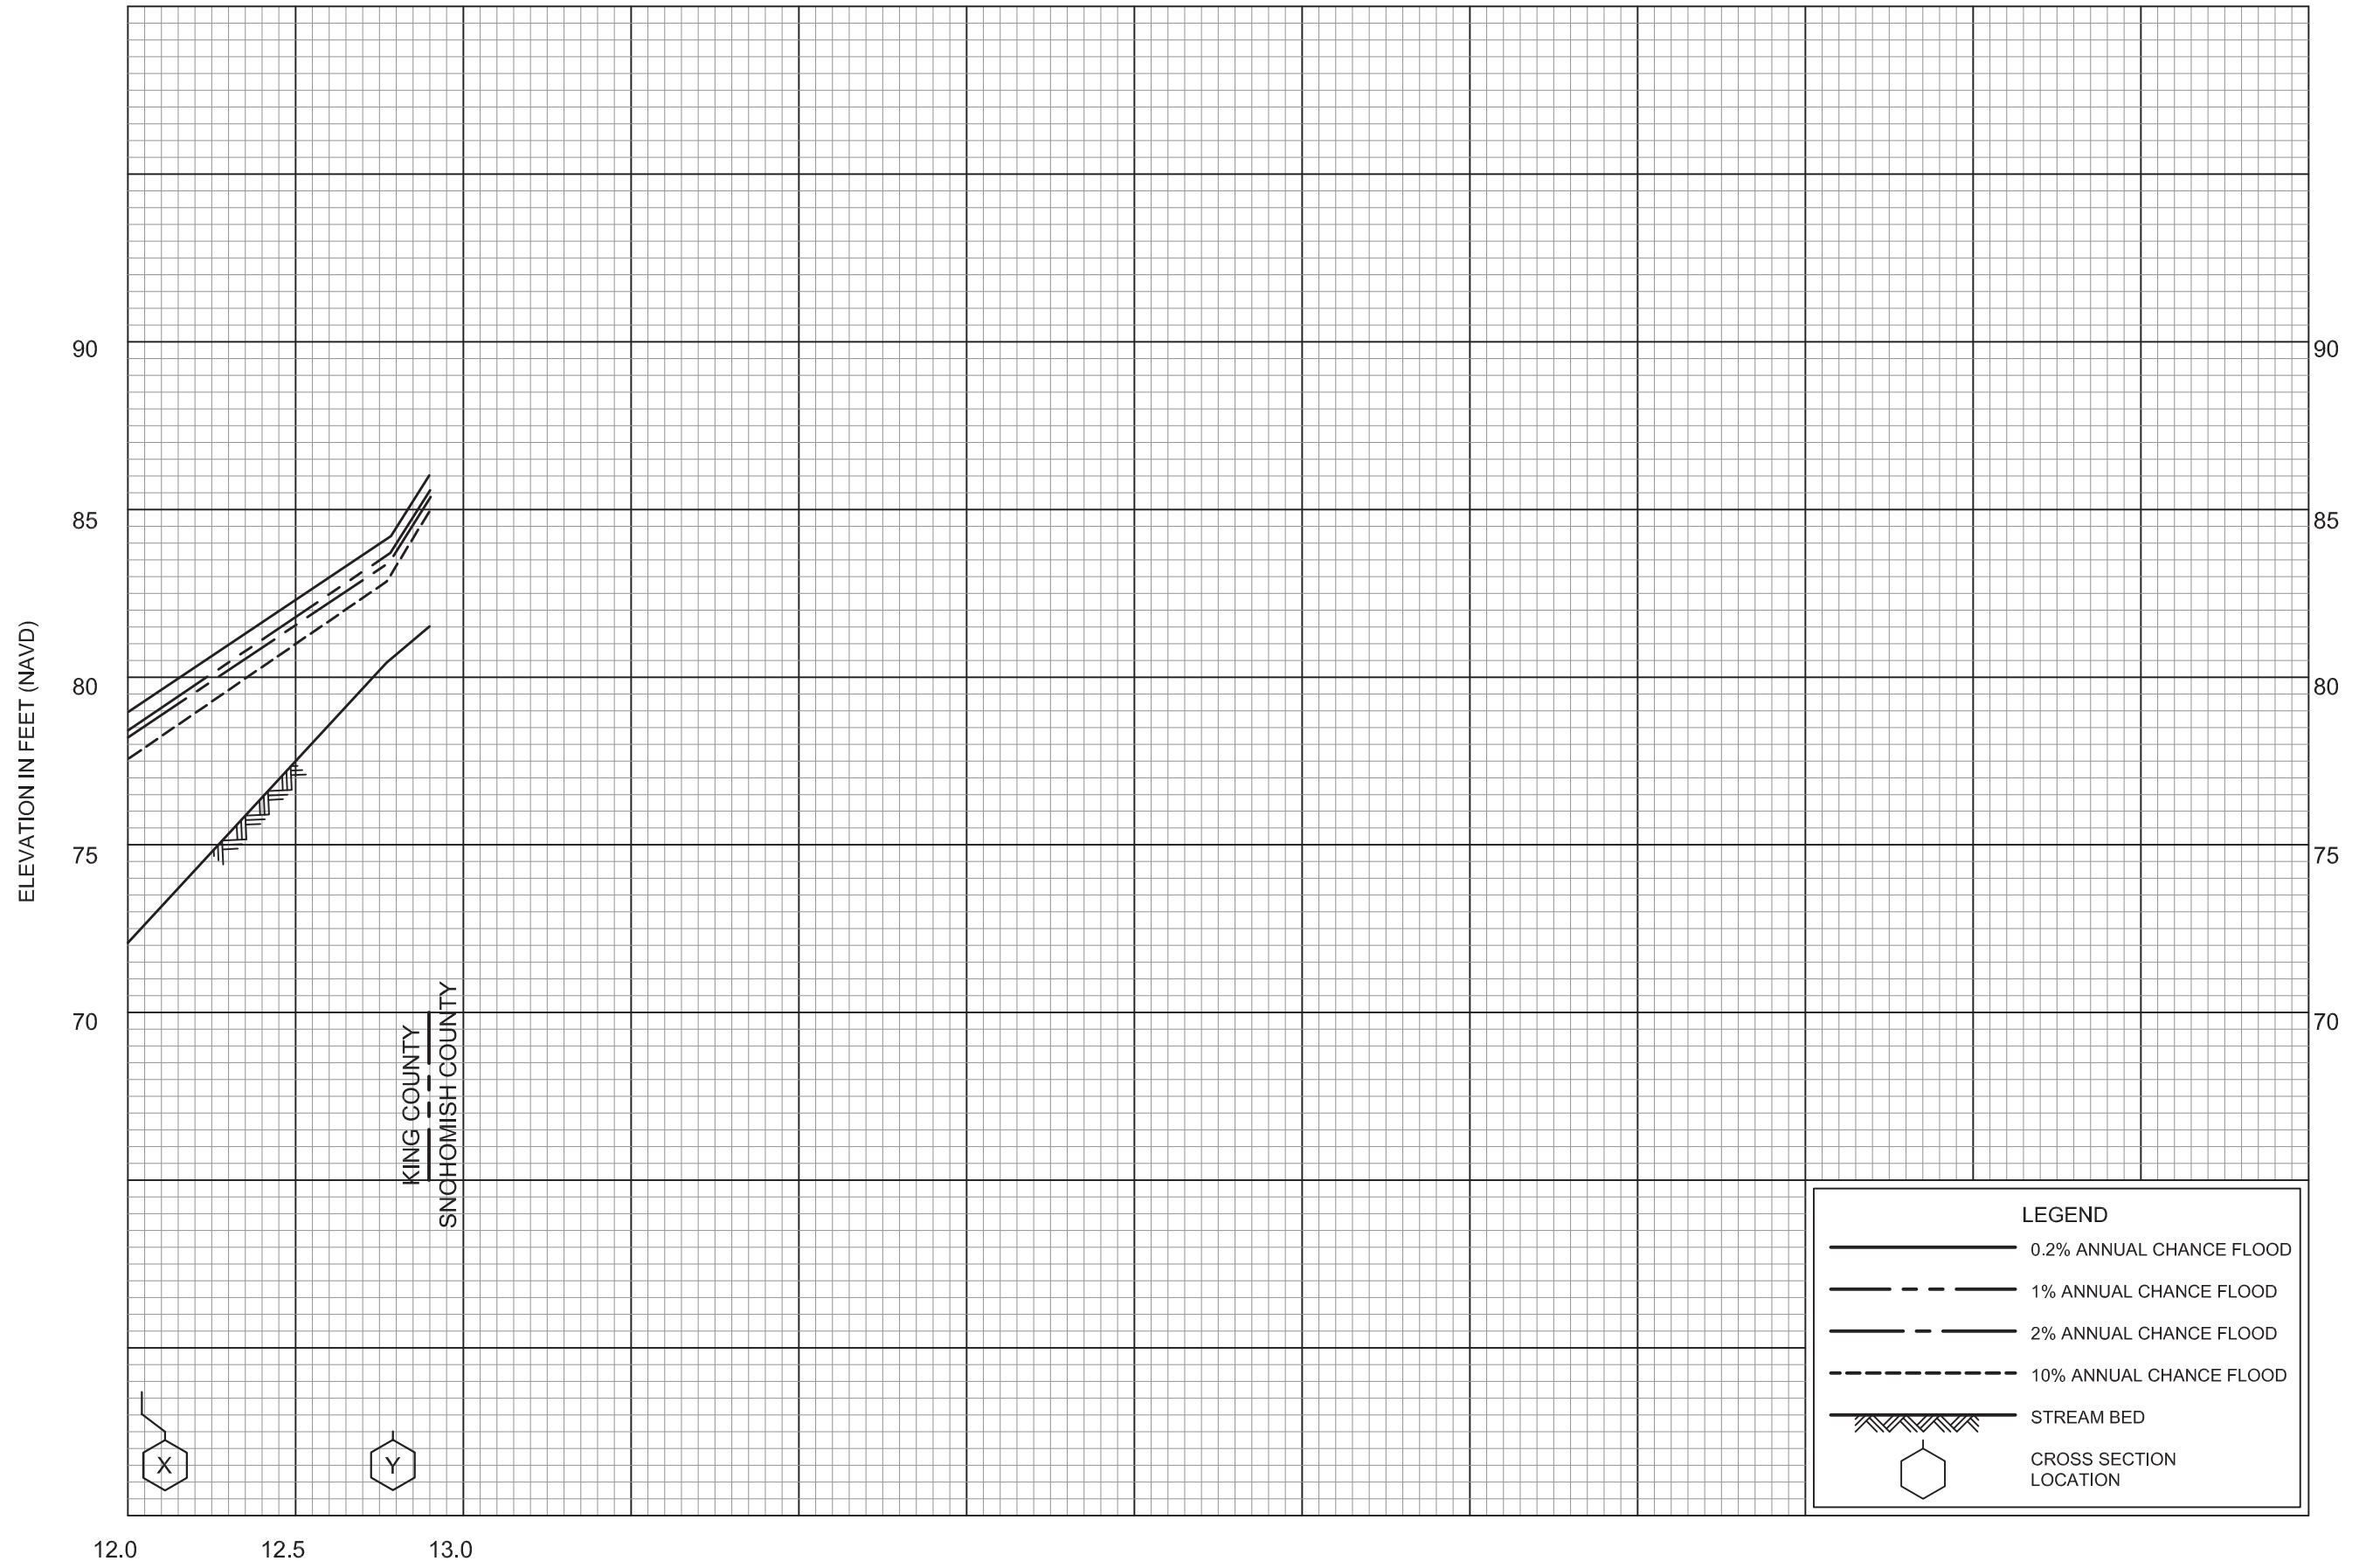 90
90
85
85
ELEVATION IN FEET (NAVD)
80
80
75
75
70
70
KING COUNTY
SNOHOMISH COUNTY
LEGEND
0.2% ANNUAL CHANCE FLOOD
1% ANNUAL CHANCE FLOOD
2% ANNUAL CHANCE FLOOD
10% ANNUAL CHANCE FLOOD
STREAM BED
CROSS SECTION
LOCATION
X
Y
12.0
12.5
13.0